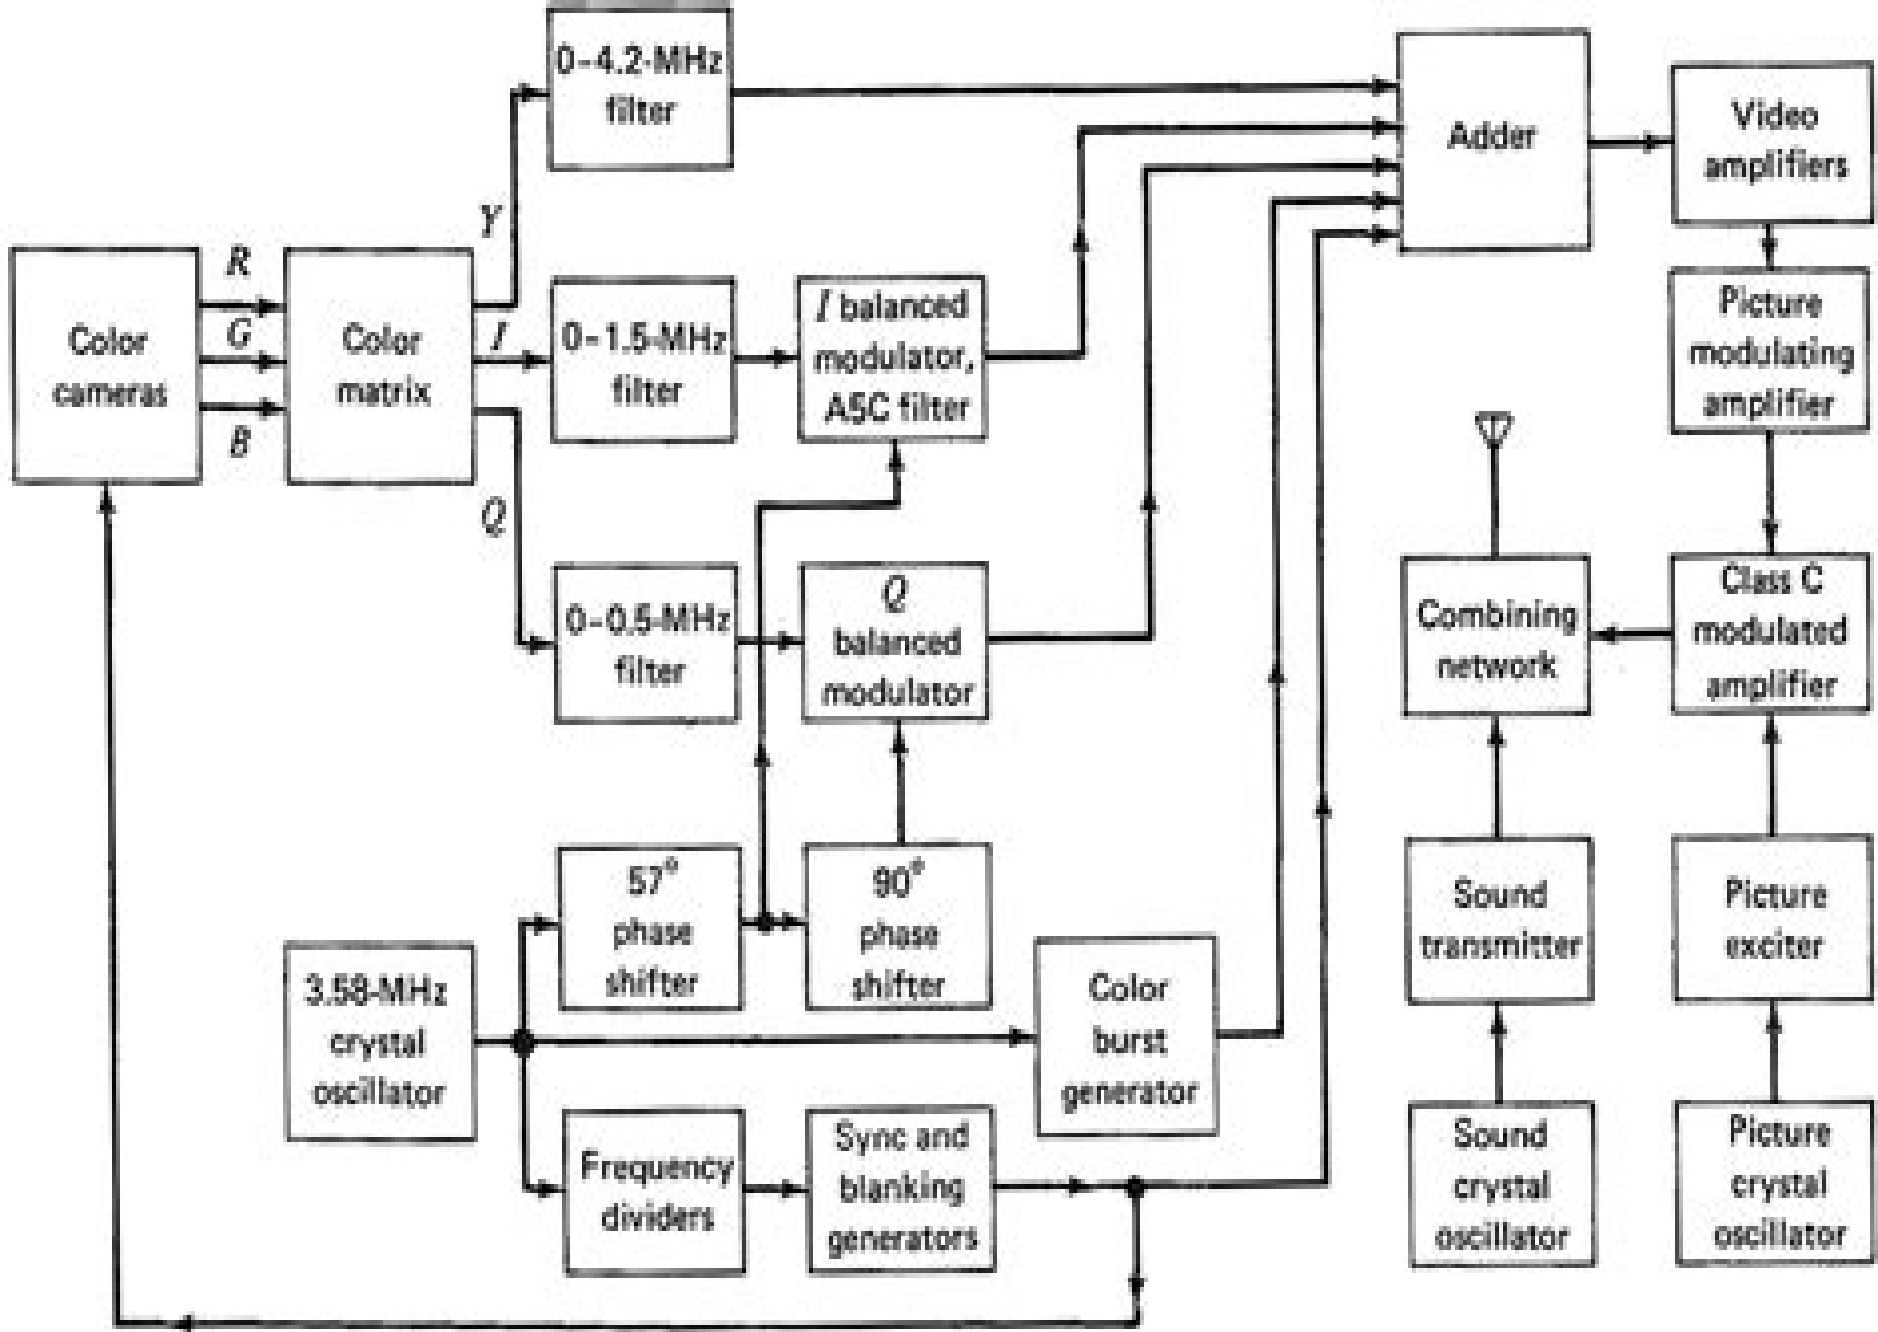 0-4.2-MHz
filter
Adder
Video
amplifiers
Y
R
G
B
Color
cameras
Color
matrix
I
0-1.5-MHz
filter
I balanced
modulator,
A5C filter
Picture
modulating
amplifier
Q
0-0.5-MHz
filter
Q
balanced
modulator
Combining
network
Class C
modulated
amplifier
57°
phase
shifter
90°
phase
shifter
Sound
transmitter
Picture
exciter
3.58-MHz
crystal
oscillator
Color
burst
generator
Frequency
dividers
Sync and
blanking
generators
Sound
crystal
oscillator
Picture
crystal
oscillator